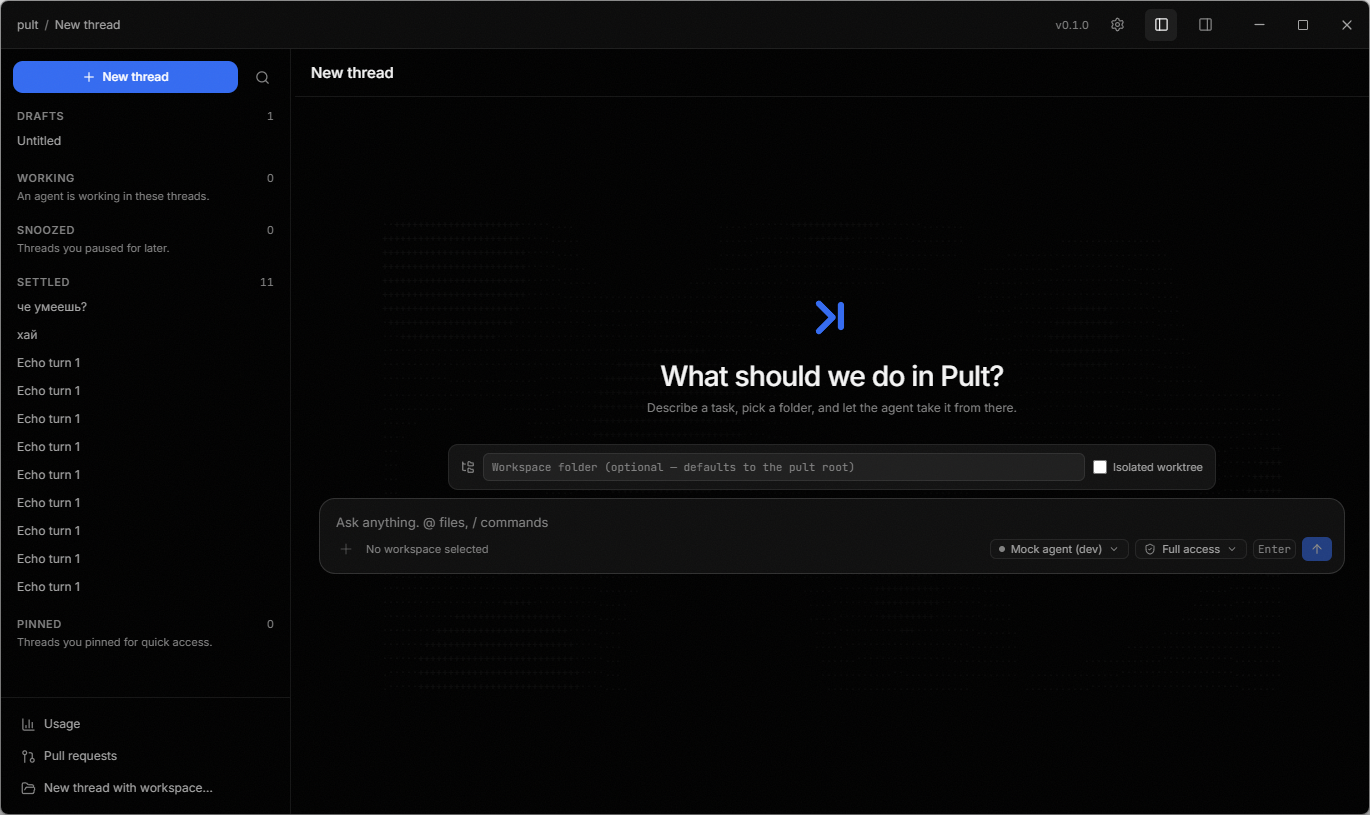 pult / New thread
v0.1.0
New thread
New thread
DRAFTS 1
Untitled
WORKING 0
An agent is working in these threads.
SNOOZED 0
Threads you paused for later.
SETTLED 11
че умеешь?
хай
Echo turn 1
Echo turn 1
Echo turn 1
Echo turn 1
Echo turn 1
Echo turn 1
Echo turn 1
Echo turn 1
Echo turn 1
PINNED 0
Threads you pinned for quick access.
Usage
Pull requests
New thread with workspace...
What should we do in Pult?
Describe a task, pick a folder, and let the agent take it from there.
Workspace folder (optional — defaults to the pult root)
Isolated worktree
Ask anything. @ files, / commands
No workspace selected
Mock agent (dev)
Full access
Enter